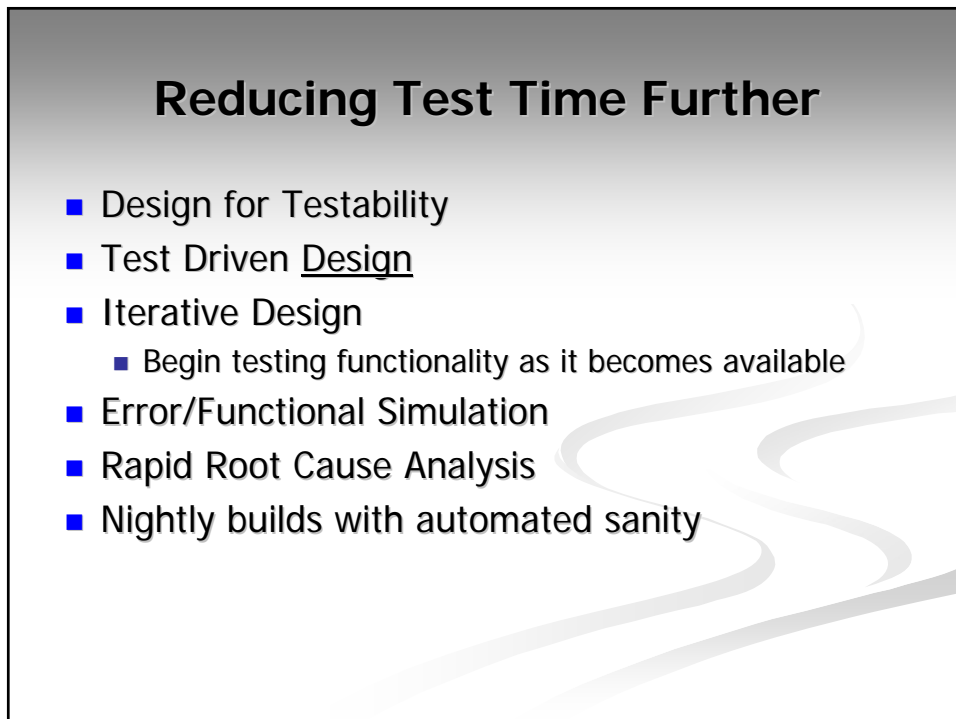 Reducing Test Time Further
Design for Testability
Test Driven Design
Iterative Design
Begin testing functionality as it becomes available
Error/Functional Simulation
Rapid Root Cause Analysis
Nightly builds with automated sanity